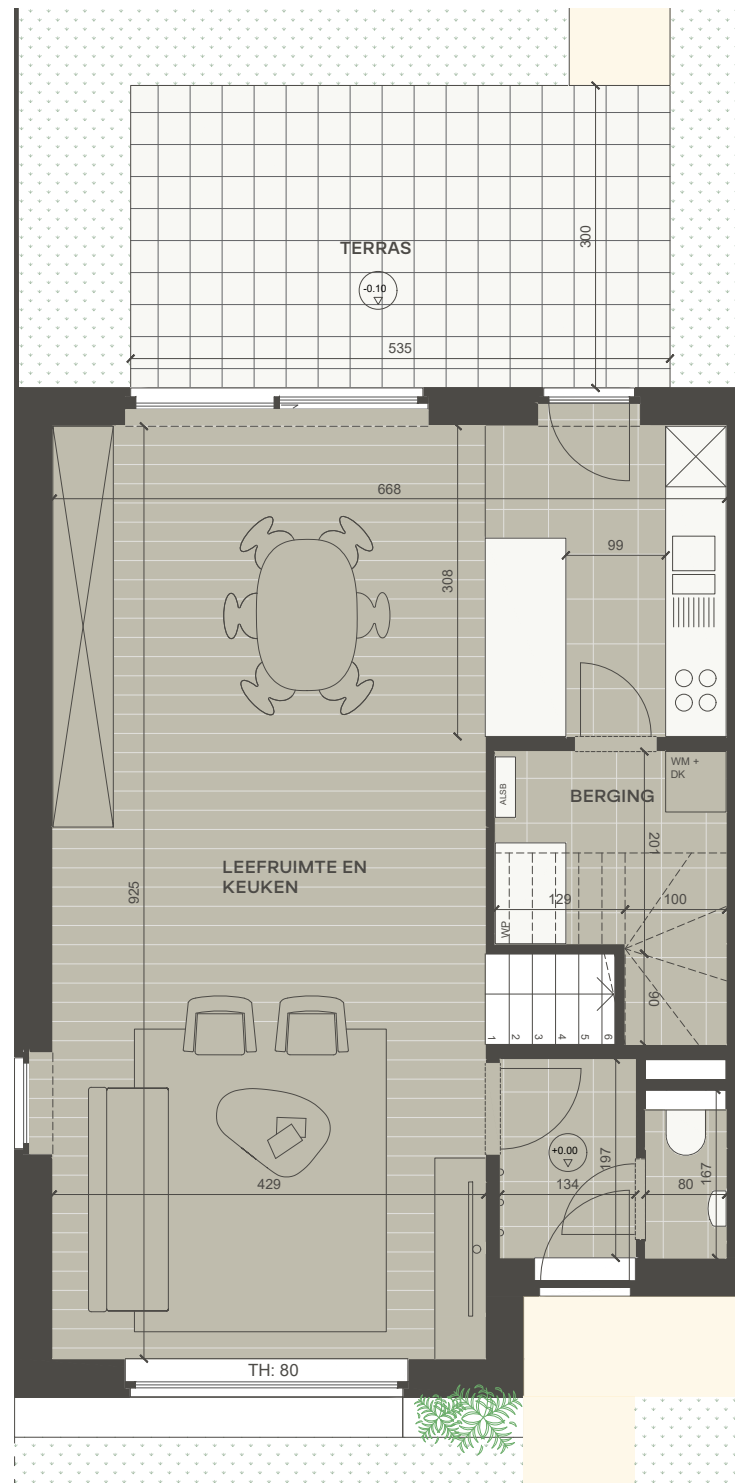 300
TERRAS
-0.10
535
668
99
308
WM +
DK
ALSB
BERGING
201
LEEFRUIMTE EN
KEUKEN
925
129
100
WP
90
1 2 3 4 5 6
+0.00
197
167
429
134
80
TH: 80